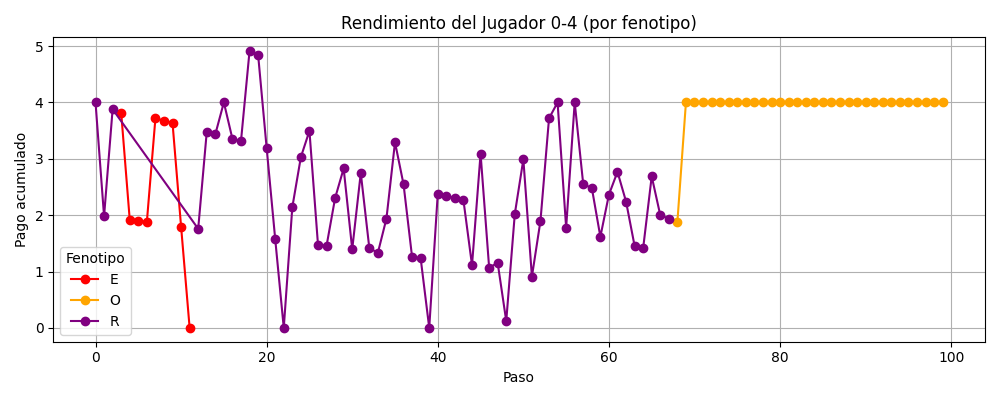 Rendimiento del Jugador 0-4 (por fenotipo)
Pago acumulado
5
4
3
2
1
0
Fenotipo
E
O
R
0
20
40
60
80
100
Paso